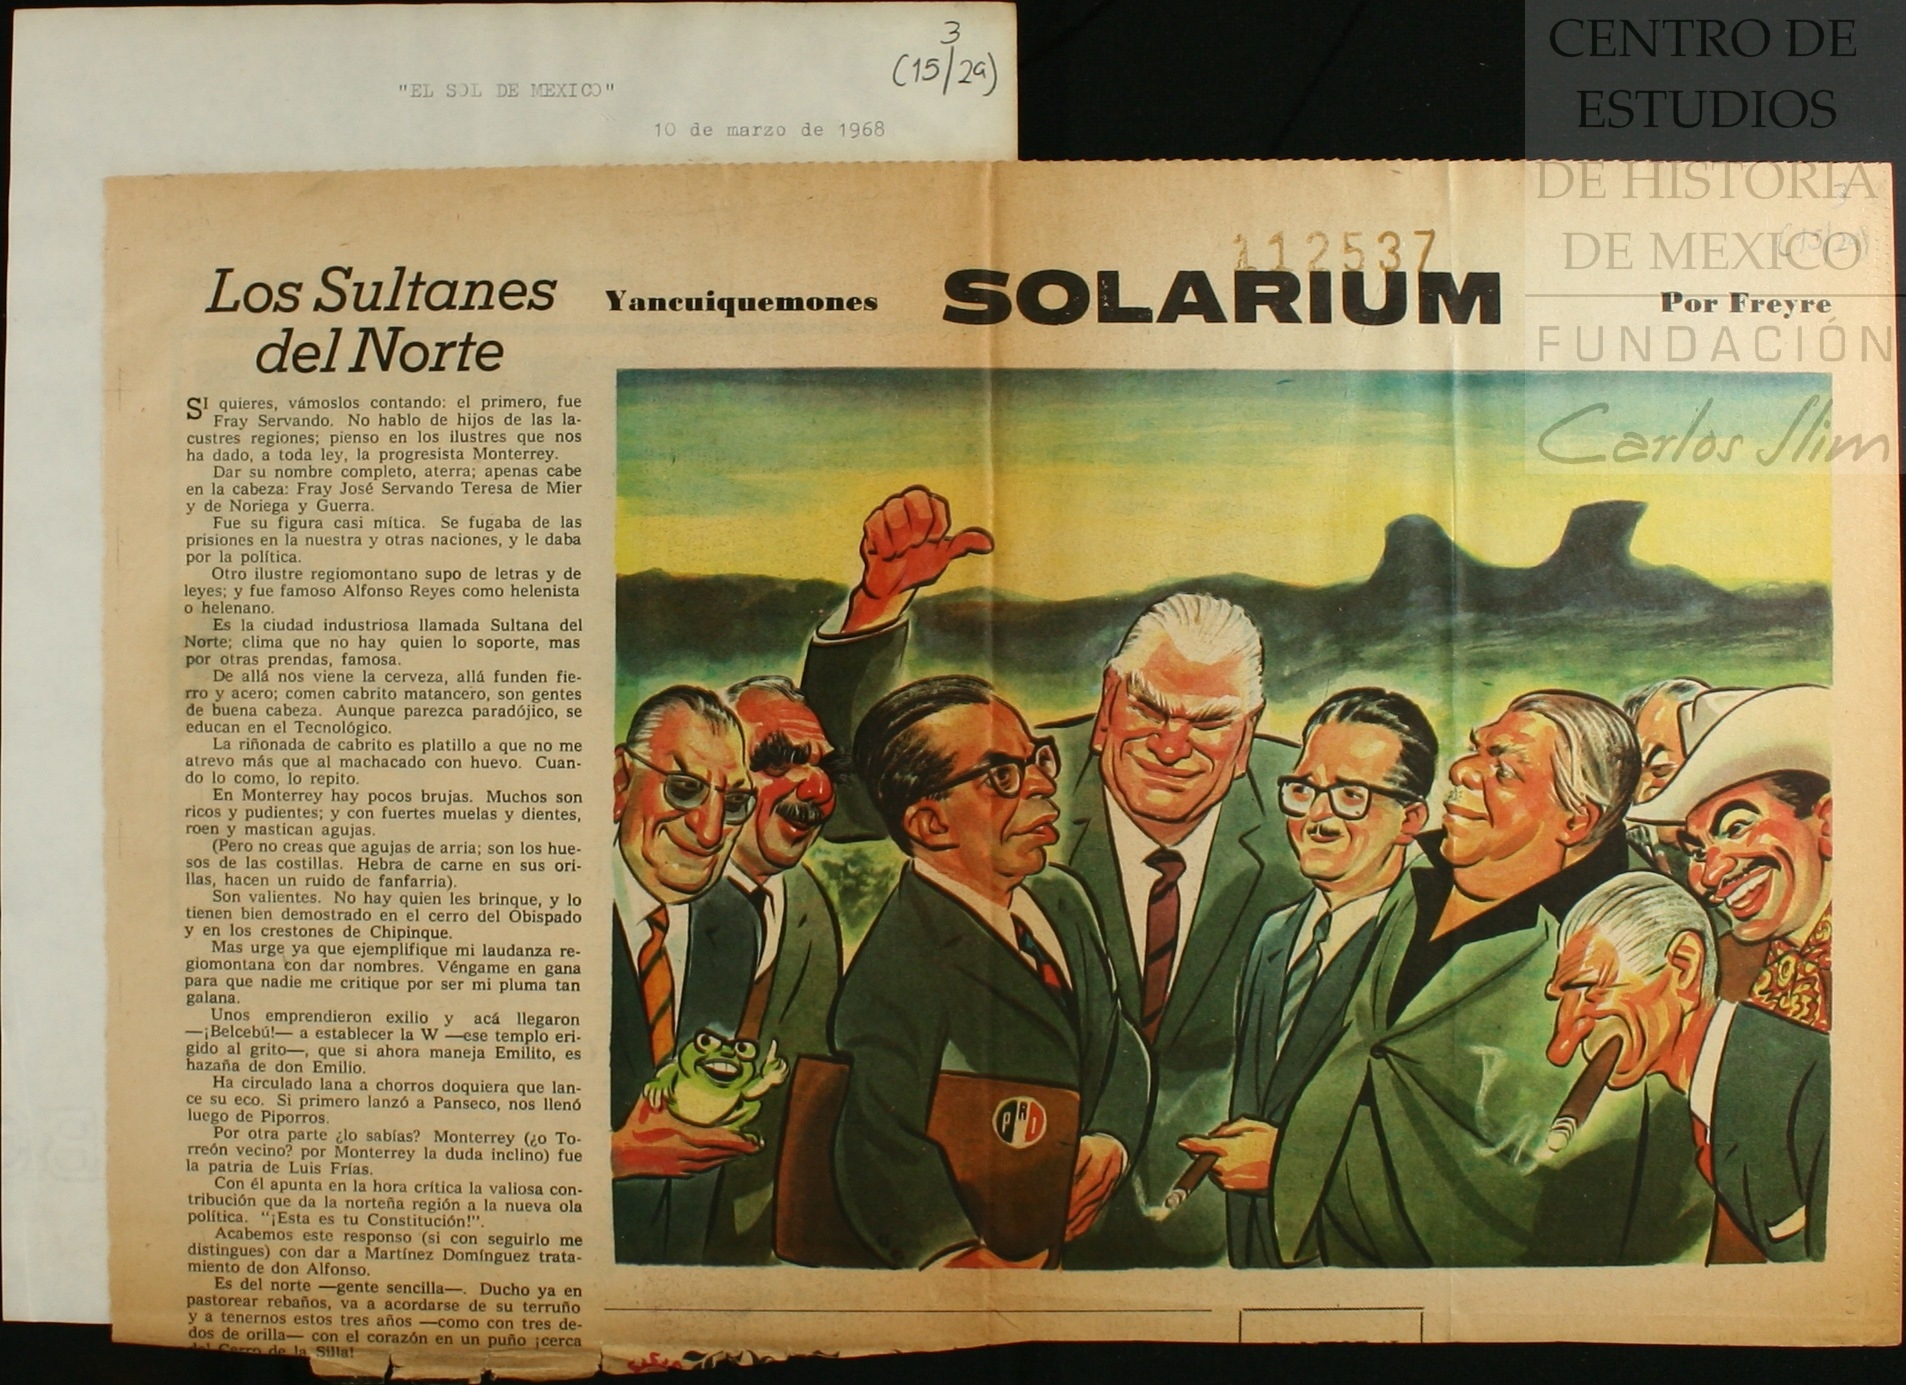 3
(15/29)
"EL SOL DE MEXICO"
10 de marzo de 1968
CENTRO DE
ESTUDIOS
DE HISTORIA
DE MEXICO
FUNDACIÓN
Carlos Slim
112537
Los Sultanes
del Norte
Yancuiquemones
SOLARIUM
Por Freyre
SI quieres, vámoslos contando: el primero, fue
Fray Servando. No hablo de hijos de las la-
custres regiones; pienso en los ilustres que nos
ha dado, a toda ley, la progresista Monterrey.
Dar su nombre completo, aterra; apenas cabe
en la cabeza: Fray José Servando Teresa de Mier
y de Noriega y Guerra.
Fue su figura casi mítica. Se fugaba de las
prisiones en la nuestra y otras naciones, y le daba
por la política.
Otro ilustre regiomontano supo de letras y de
leyes; y fue famoso Alfonso Reyes como helenista
o helenano.
Es la ciudad industriosa llamada Sultana del
Norte; clima que no hay quien lo soporte, mas
por otras prendas, famosa.
De allá nos viene la cerveza, allá funden fie-
rro y acero; comen cabrito matancero, son gentes
de buena cabeza. Aunque parezca paradójico, se
educan en el Tecnológico.
La riñonada de cabrito es platillo a que no me
atrevo más que al machacado con huevo. Cuan-
do lo como, lo repito.
En Monterrey hay pocos brujas. Muchos son
ricos y pudientes; y con fuertes muelas y dientes,
roen y mastican agujas.
(Pero no creas que agujas de arria; son los hue-
sos de las costillas. Hebra de carne en sus ori-
llas, hacen un ruido de fanfarria).
Son valientes. No hay quien les brinque, y lo
tienen bien demostrado en el cerro del Obispado
y en los crestones de Chipinque.
Mas urge ya que ejemplifique mi laudanza re-
giomontana con dar nombres. Véngame en gana
para que nadie me critique por ser mi pluma tan
galana.
Unos emprendieron exilio y acá llegaron
—¡Belcebú!— a establecer la W —ese templo eri-
gido al grito—, que si ahora maneja Emilito, es
hazaña de don Emilio.
Ha circulado lana a chorros doquiera que lan-
ce su eco. Si primero lanzó a Panseco, nos llenó
luego de Piporros.
Por otra parte ¿lo sabías? Monterrey (¿o To-
rreón vecino? por Monterrey la duda inclino) fue
la patria de Luis Frías.
Con él apunta en la hora crítica la valiosa con-
tribución que da la norteña región a la nueva ola
política. "¡Esta es tu Constitución!".
Acabemos este responso (si con seguirlo me
distingues) con dar a Martínez Domínguez trata-
miento de don Alfonso.
Es del norte —gente sencilla—. Ducho ya en
pastorear rebaños, va a acordarse de su terruño
y a tenernos estos tres años —como con tres de-
dos de orilla— con el corazón en un puño ¡cerca
del Cerro de la Silla!
PRD